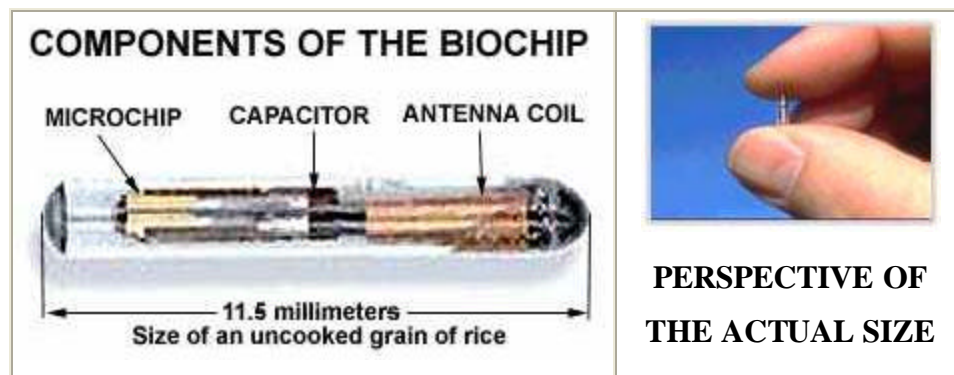 COMPONENTS OF THE BIOCHIP
MICROCHIP
CAPACITOR
ANTENNA COIL
11.5 millimeters
Size of an uncooked grain of rice
PERSPECTIVE OF
THE ACTUAL SIZE